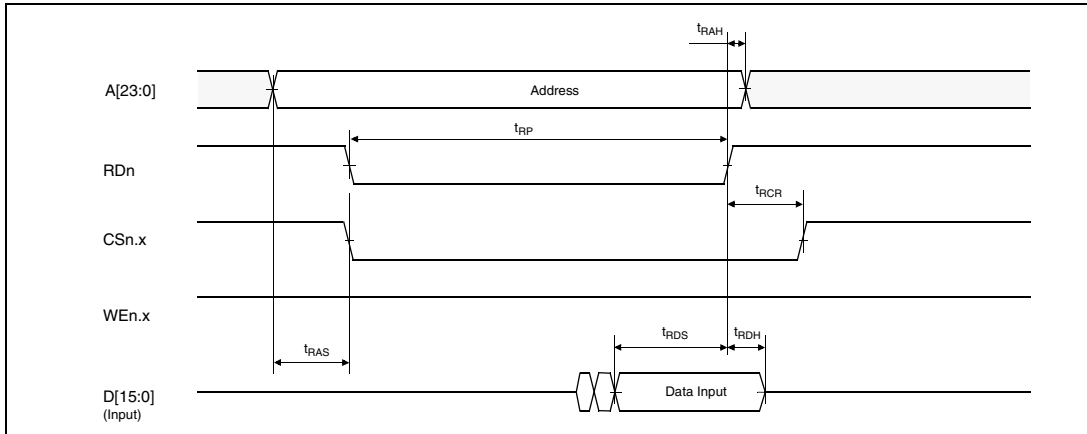 tRAH
A[23:0]
Address
tRP
RDn
tRCR
CSn.x
WEn.x
tRDS
tRDH
tRAS
D[15:0]
(Input)
Data Input